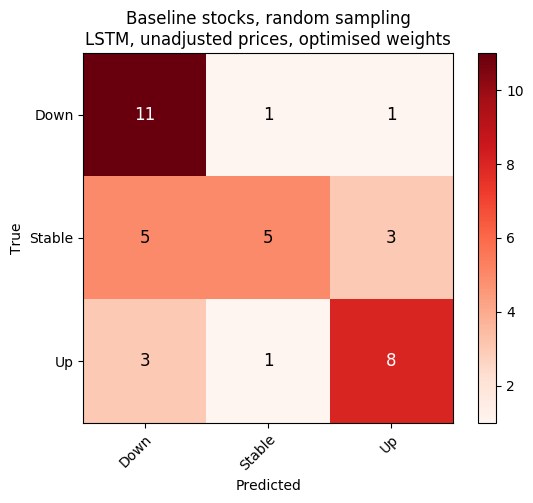 Baseline stocks, random sampling
LSTM, unadjusted prices, optimised weights
Down 11 1 1
Stable 5 5 3
Up 3 1 8
True
Down Stable Up
Predicted
10
8
6
4
2